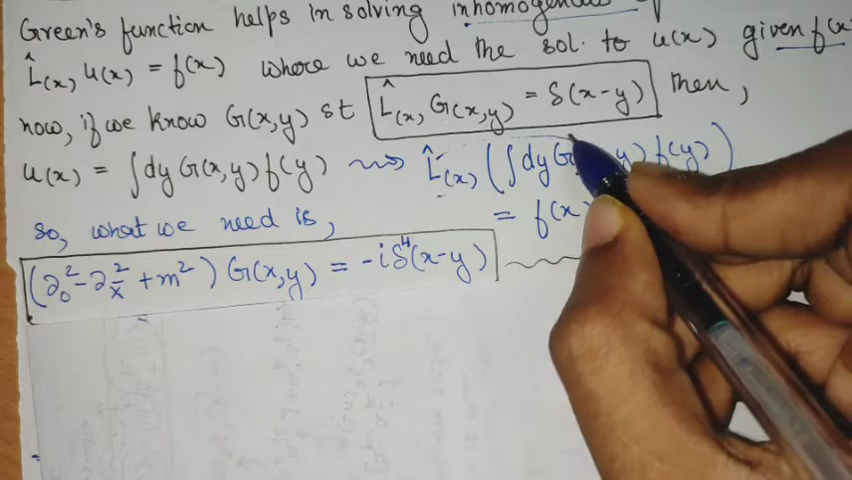 Green's function helps in solving inhomogenous
L̂(x) u(x) = f(x) where we need the sol. to u(x) given f(x
now, if we know G(x,y) st L̂(x) G(x,y) = δ(x-y) then,
u(x) = ∫dy G(x,y) f(y) ⇝ L̂(x) (∫dy G y) f(y))
so, what we need is, = f(x
(∂₀² - ∂ₓ² + m²) G(x,y) = -iδ⁴(x-y)